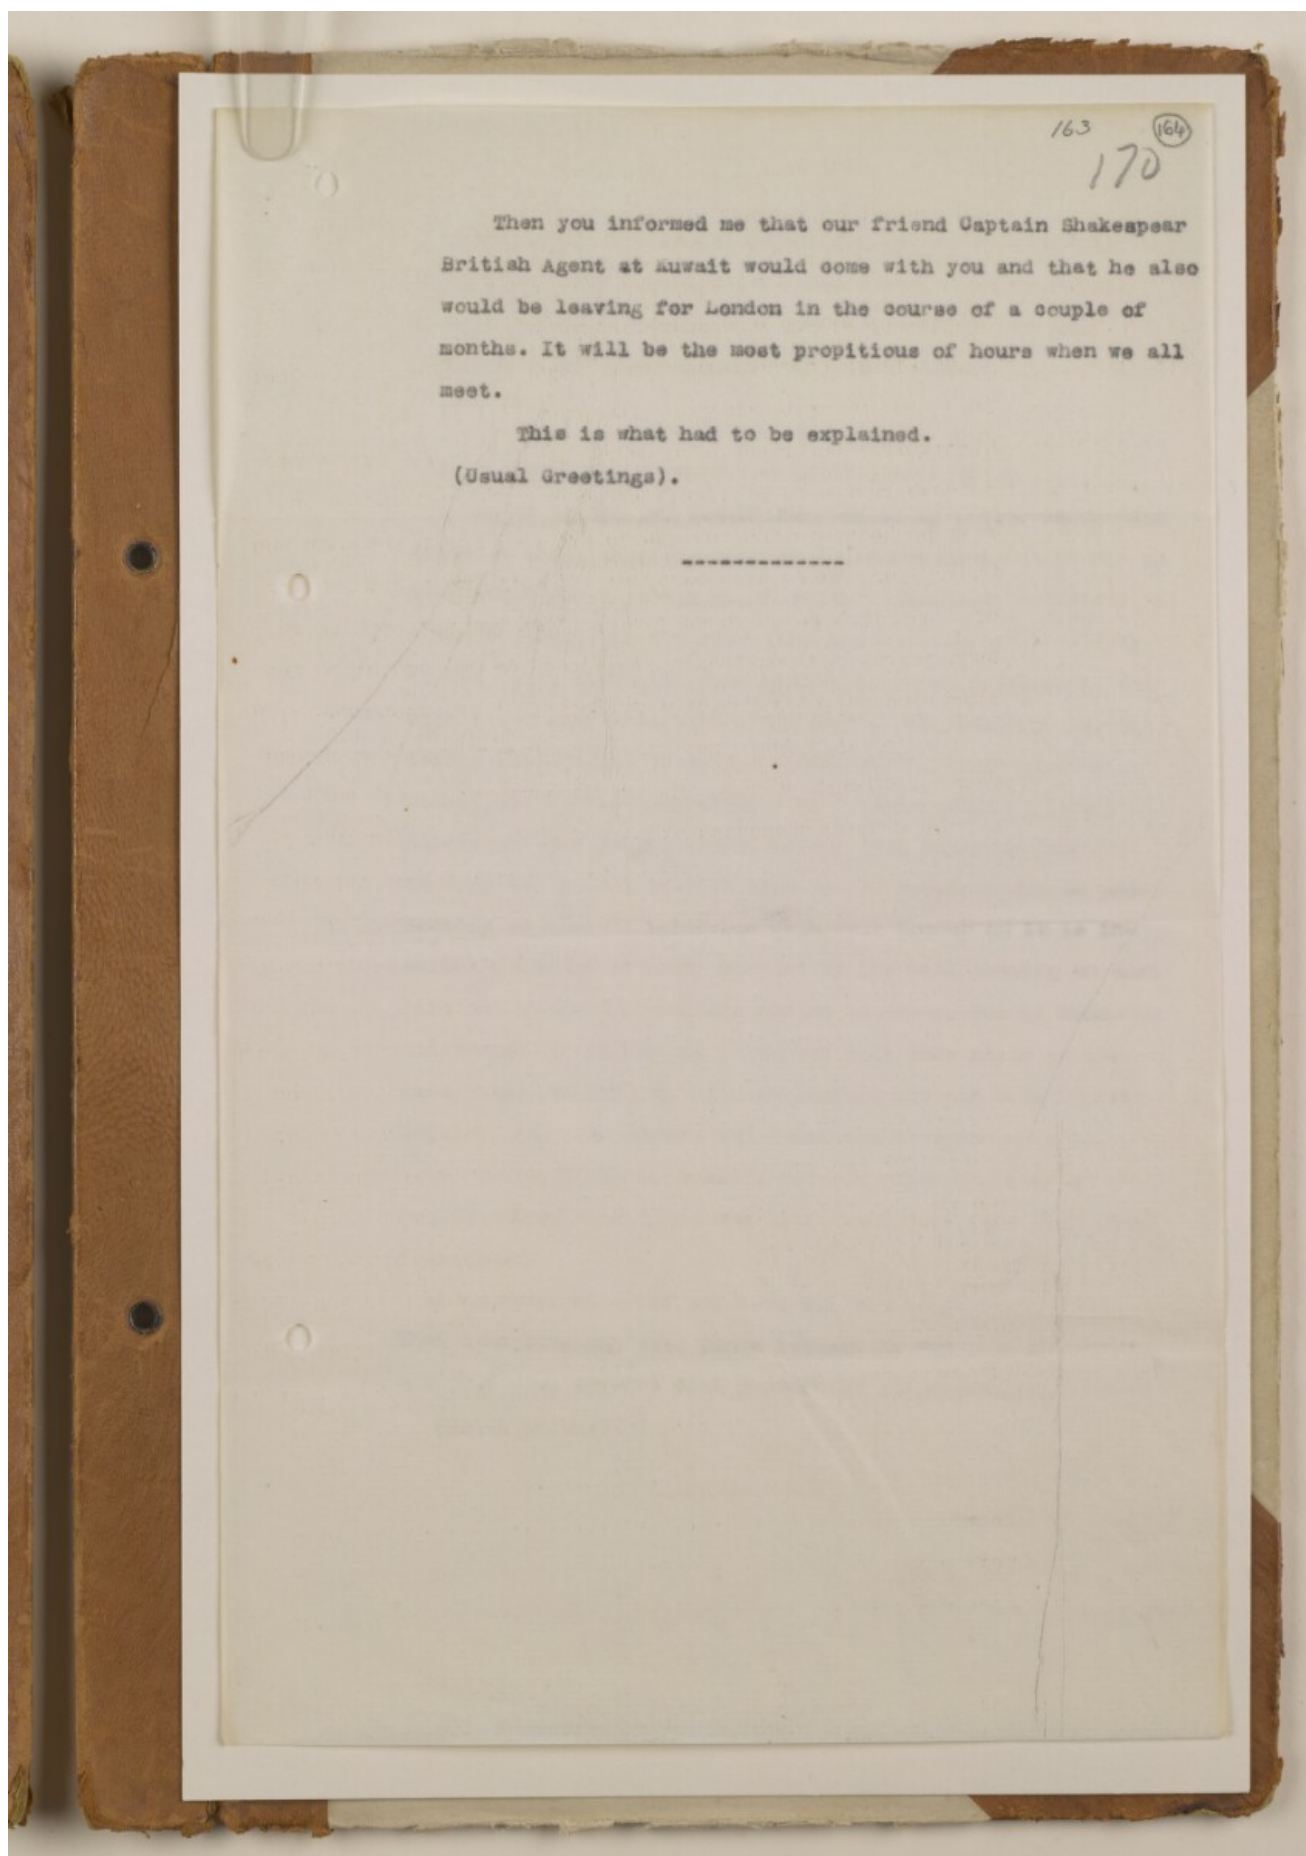 163
164
170
Then you informed me that our friend Captain Shakespear
British Agent at Kuwait would come with you and that he also
would be leaving for London in the course of a couple of
months. It will be the most propitious of hours when we all
meet.
This is what had to be explained.
(Usual Greetings).
-------------